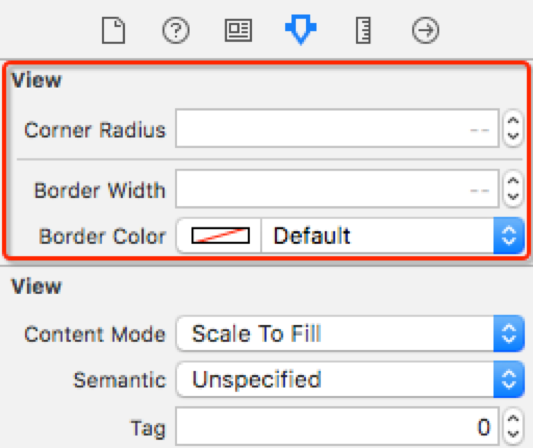 View
Corner Radius --
Border Width --
Border Color Default
View
Content Mode Scale To Fill
Semantic Unspecified
Tag 0